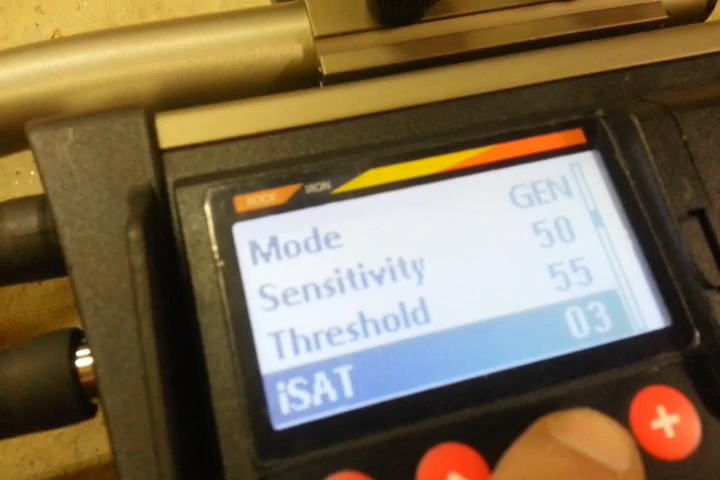 ROCK IRON
Mode GEN
Sensitivity 50
Threshold 55
iSAT 03
+